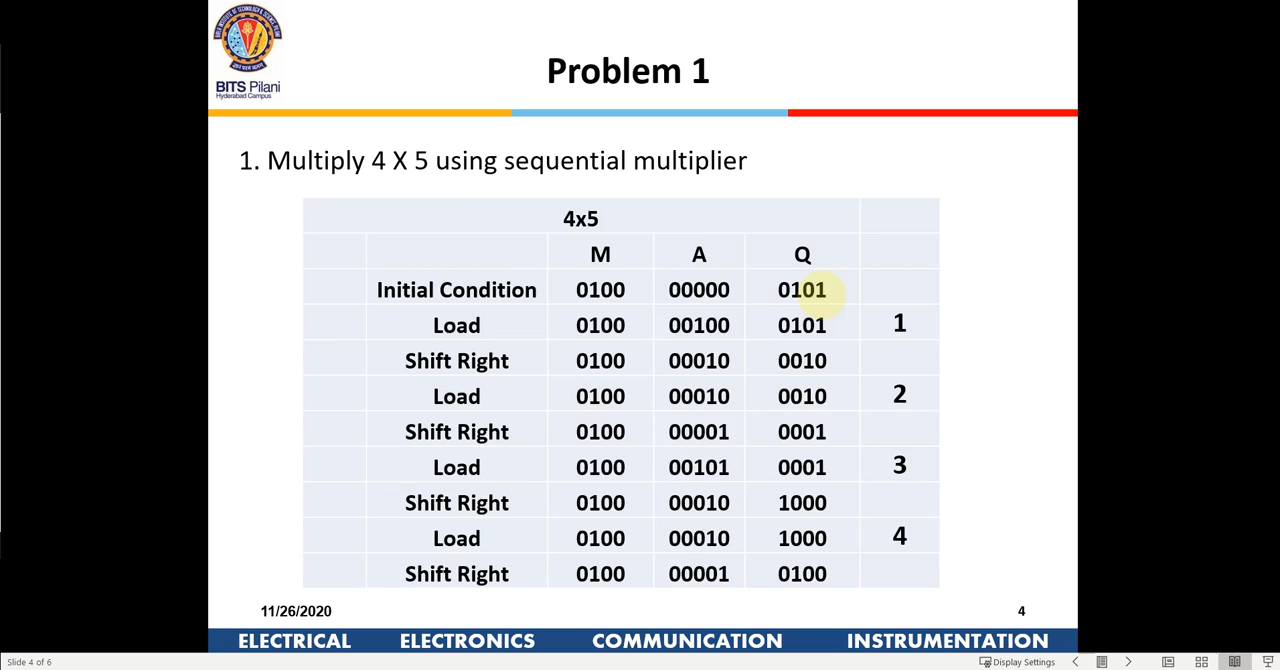 BITS Pilani
Hyderabad Campus
Problem 1
1. Multiply 4 X 5 using sequential multiplier
4x5
M A Q
Initial Condition 0100 00000 0101
Load 0100 00100 0101 1
Shift Right 0100 00010 0010
Load 0100 00010 0010 2
Shift Right 0100 00001 0001
Load 0100 00101 0001 3
Shift Right 0100 00010 1000
Load 0100 00010 1000 4
Shift Right 0100 00001 0100
11/26/2020 4
ELECTRICAL ELECTRONICS COMMUNICATION INSTRUMENTATION
Slide 4 of 6 Display Settings